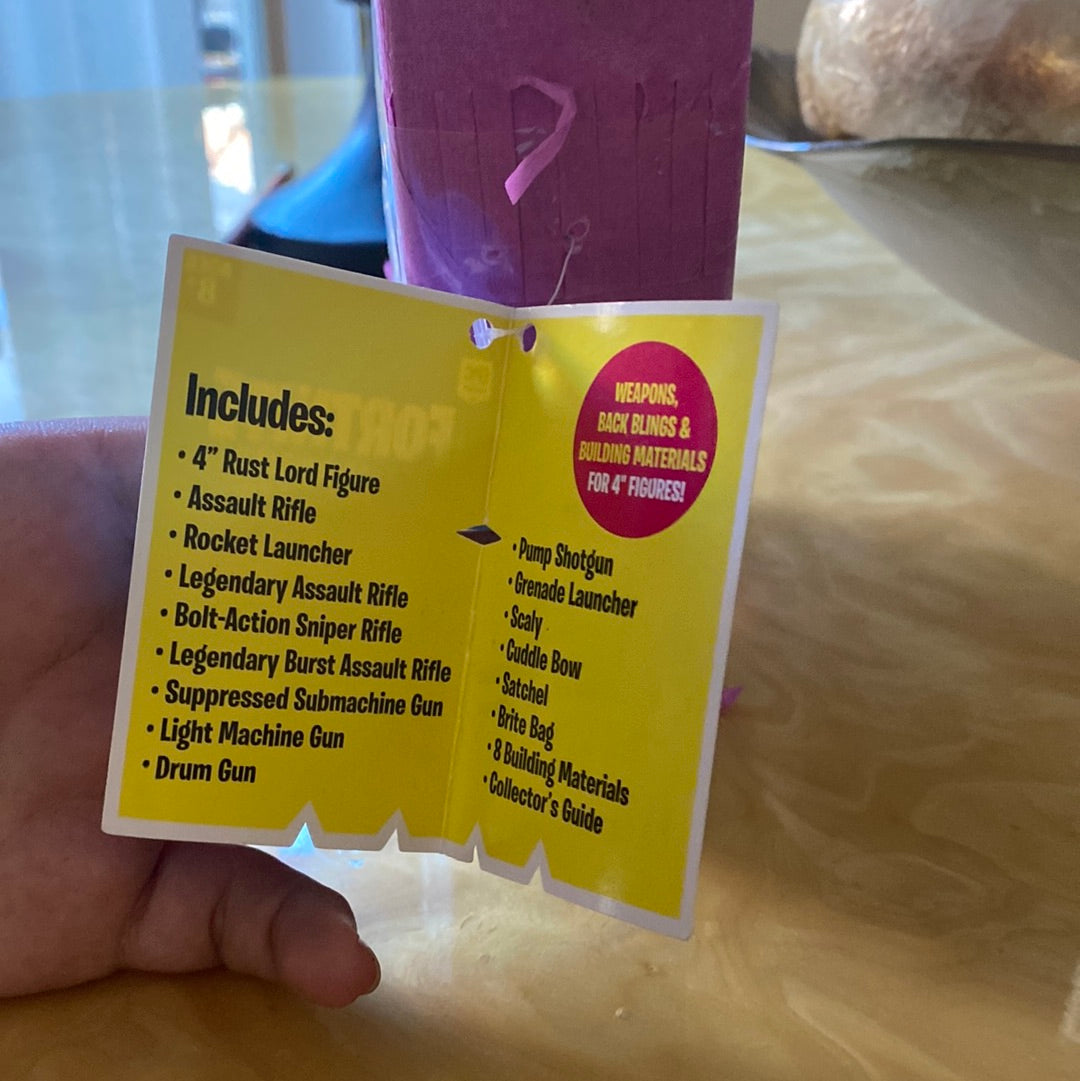 Includes:
• 4" Rust Lord Figure
• Assault Rifle
• Rocket Launcher
• Legendary Assault Rifle
• Bolt-Action Sniper Rifle
• Legendary Burst Assault Rifle
• Suppressed Submachine Gun
• Light Machine Gun
• Drum Gun
WEAPONS,
BACK BLINGS &
BUILDING MATERIALS
FOR 4" FIGURES!
• Pump Shotgun
• Grenade Launcher
• Scaly
• Cuddle Bow
• Satchel
• Brite Bag
• 8 Building Materials
• Collector's Guide